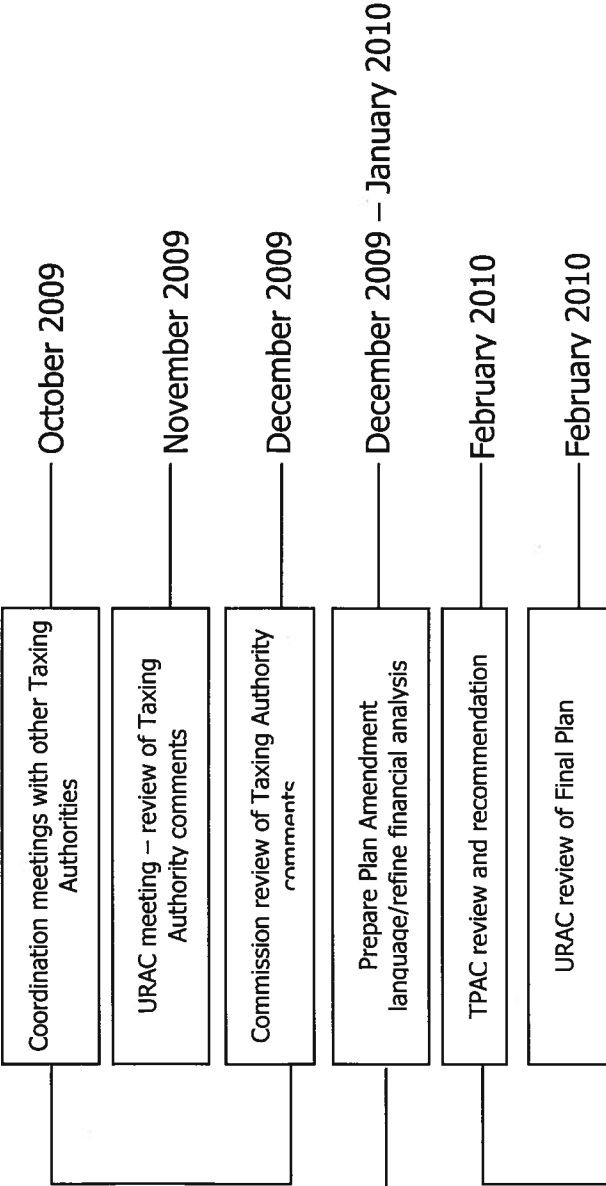 Coordination meetings with other Taxing
Authorities
October 2009
URAC meeting – review of Taxing
Authority comments
November 2009
Commission review of Taxing Authority
comments
December 2009
Prepare Plan Amendment
language/refine financial analysis
December 2009 – January 2010
TPAC review and recommendation
February 2010
URAC review of Final Plan
February 2010